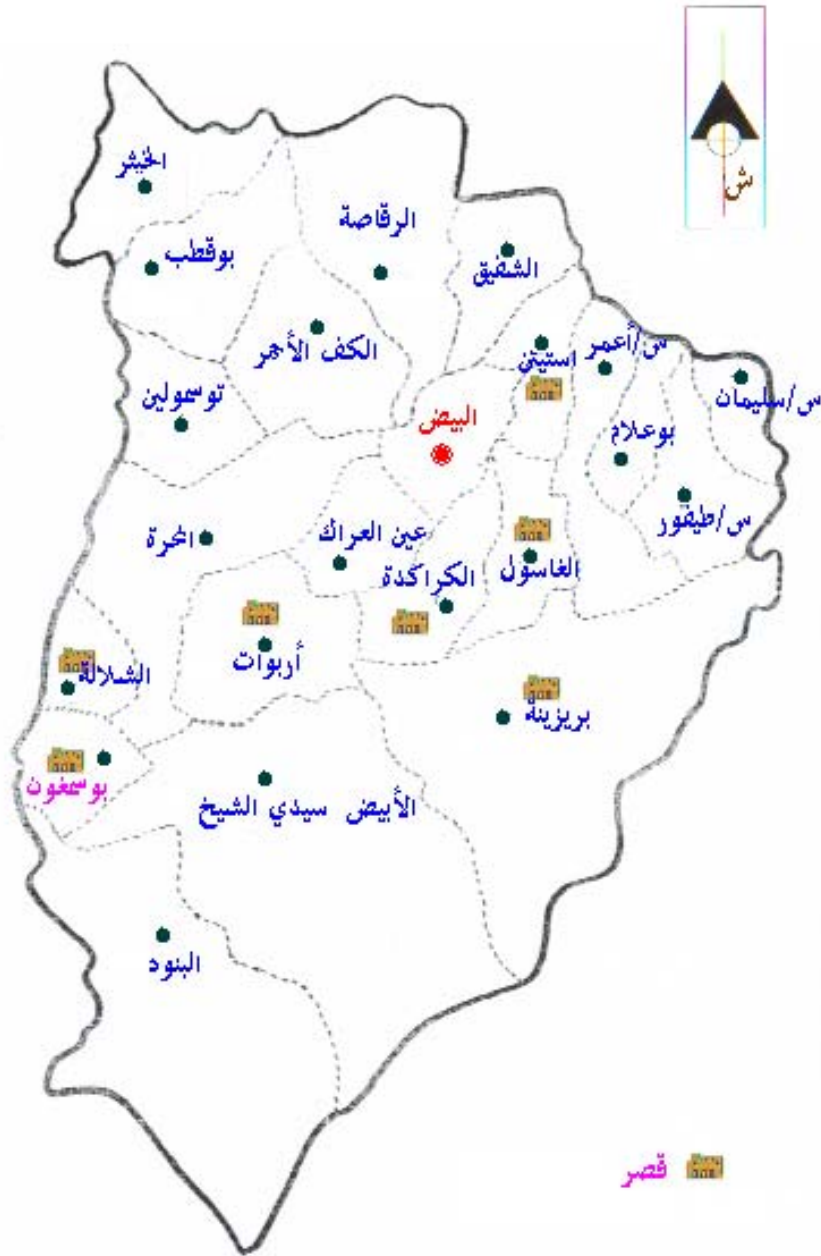 ش
الخيثر
الرقاصة
بوقطب
الشقيق
الكف الأحمر
استيتن
س/أعمر
س/سليمان
توسمولين
البيض
بوعلام
س/طيفور
المحرة
عين العراك
الكراكدة
الغاسول
أربوات
الشلالة
بريزينة
بوسمغون
الأبيض سيدي الشيخ
البنود
قصر